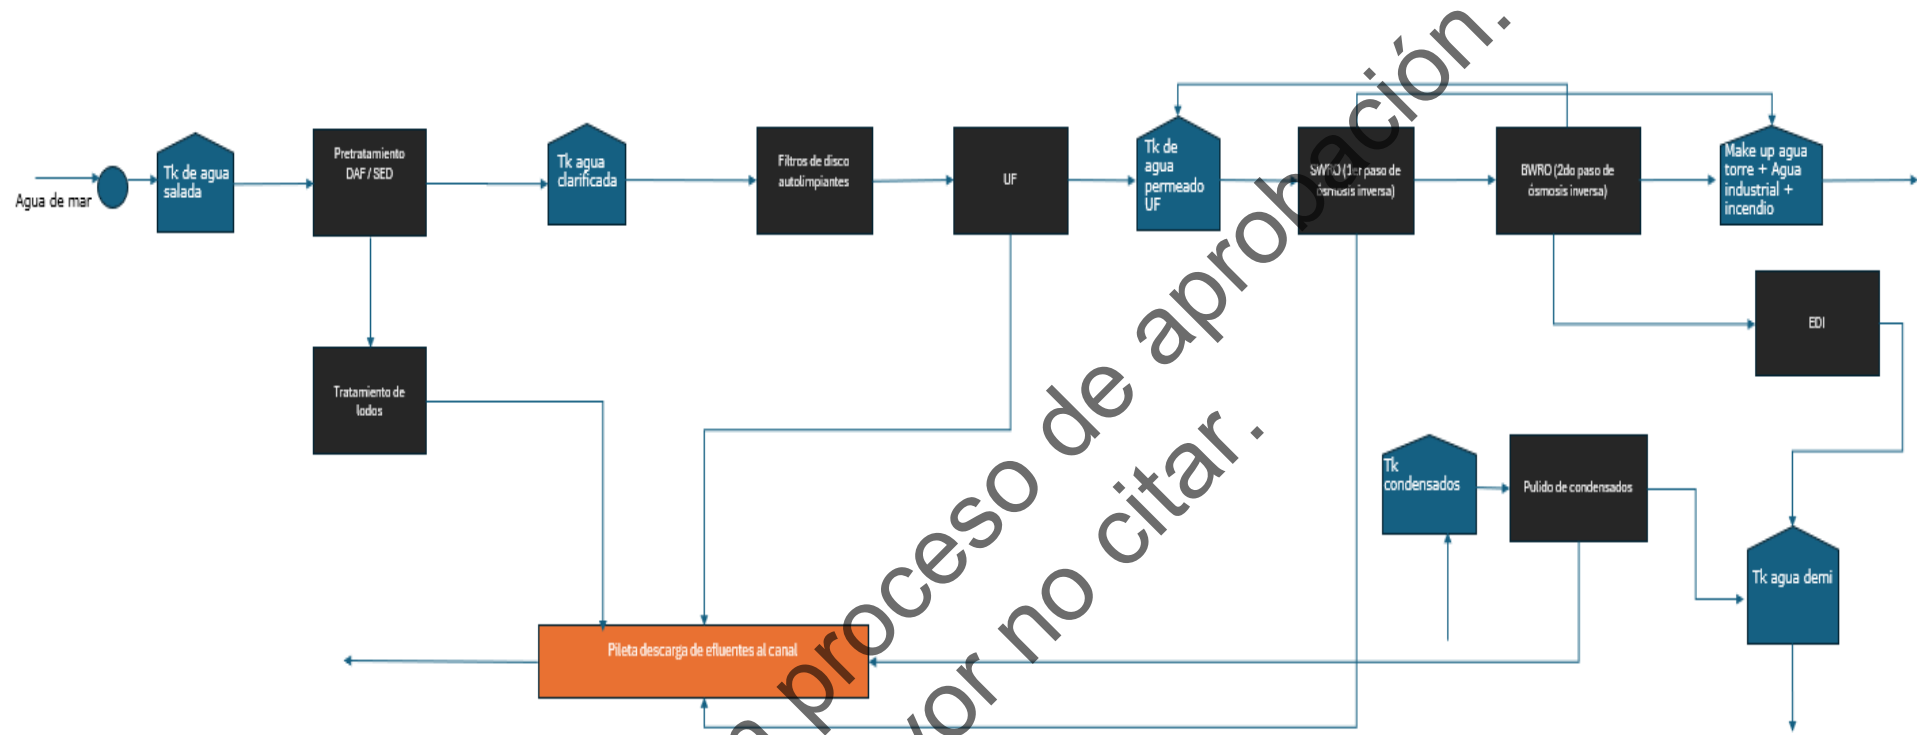 Agua de mar
Tk de agua
salada
Pretratamiento
DAF / SED
Tk agua
clarificada
Filtros de disco
autolimpiantes
UF
Tk de
agua
permeado
UF
SWRO (1er paso de
ósmosis inversa)
BWRO (2do paso de
ósmosis inversa)
Make up agua
torre + Agua
industrial +
incendio
EDI
Tratamiento de
lodos
Tk
condensados
Pulido de condensados
Tk agua demi
Pileta descarga de efluentes al canal
proceso de aprobación.
no citar.